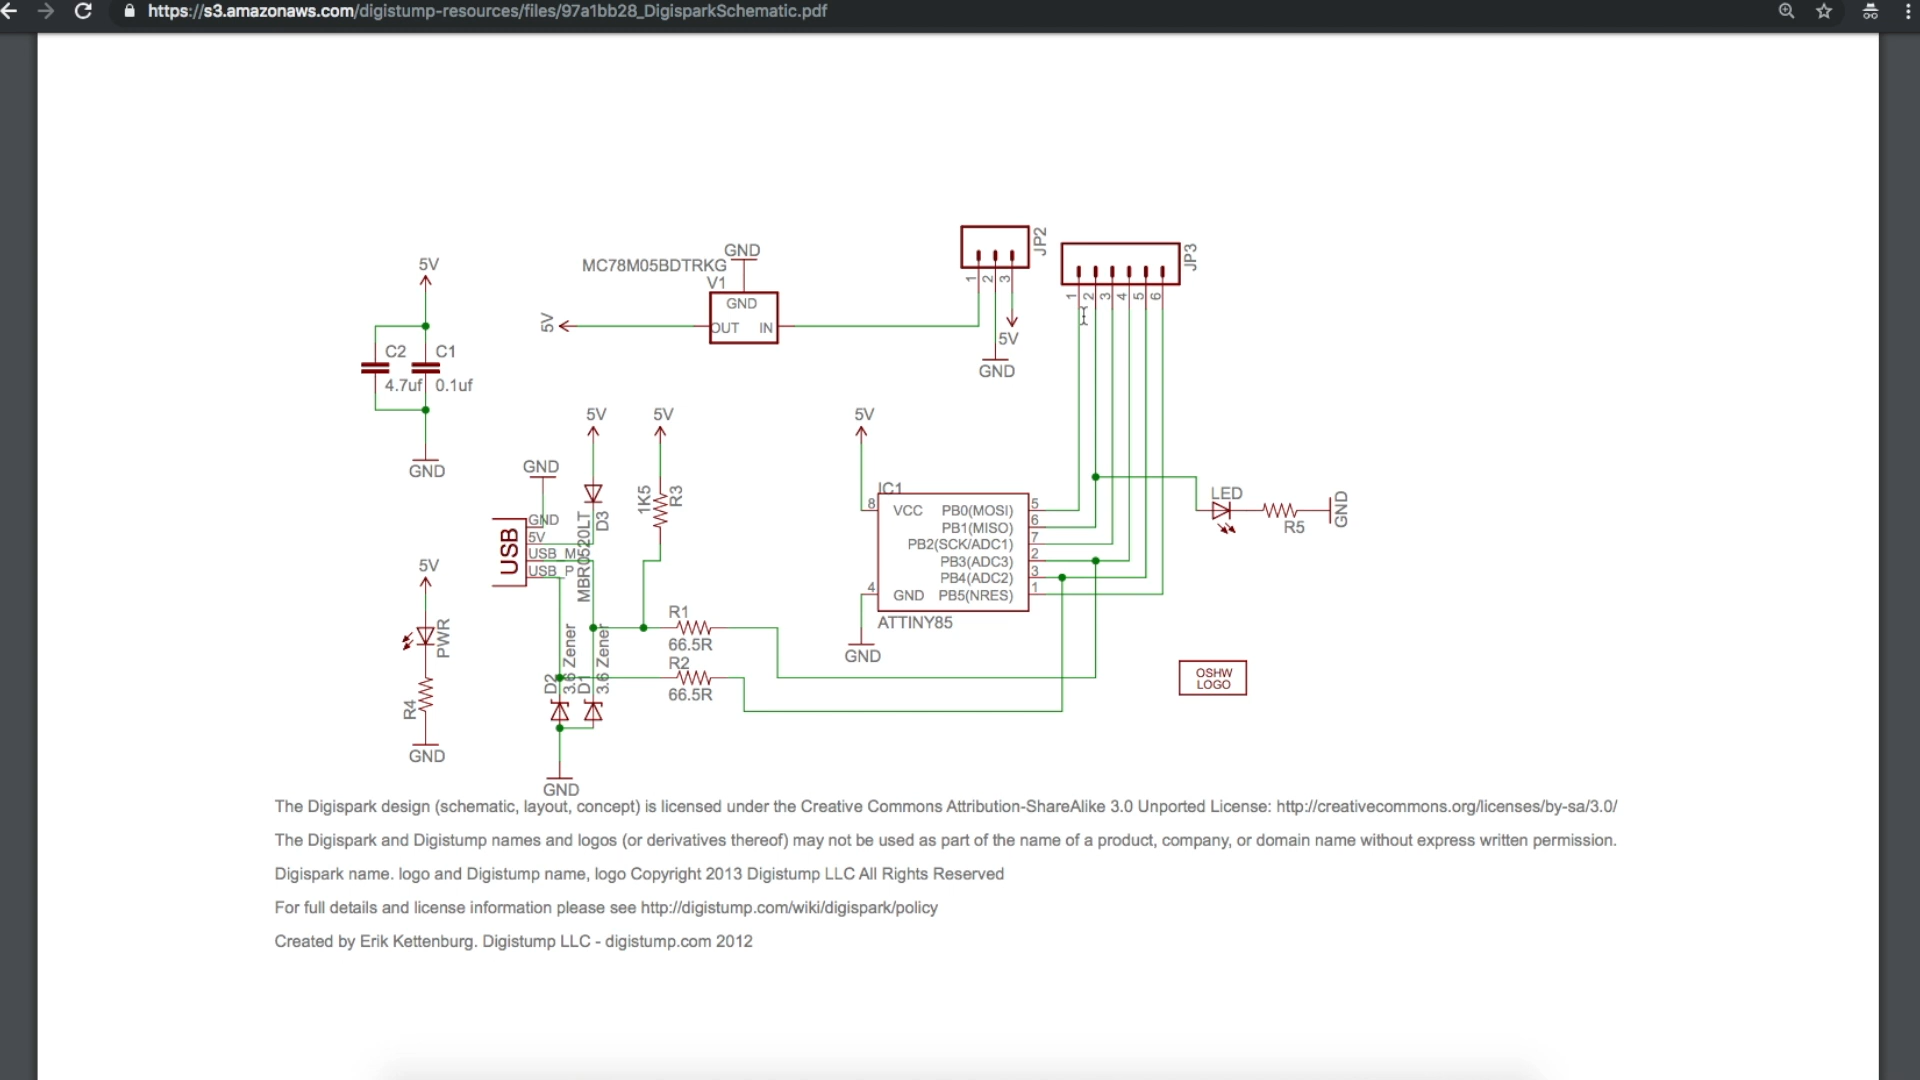 https://s3.amazonaws.com/digistump-resources/files/97a1bb28_DigisparkSchematic.pdf
JP2
1 2 3
5V
GND
JP3
1 2 3 4 5 6
GND
MC78M05BDTRKG
V1
GND
OUT IN
5V
5V
C2 C1
4.7uf 0.1uf
GND
5V
5V
1K5
R3
D3
MBR0520LT
GND
USB
GND
5V
USB_M
USB_P
5V
IC1
8 VCC PB0(MOSI) 5
PB1(MISO) 6
PB2(SCK/ADC1) 7
PB3(ADC3) 2
PB4(ADC2) 3
4 GND PB5(NRES) 1
ATTINY85
GND
LED
R5
GND
5V
PWR
R4
GND
R1
66.5R
R2
66.5R
D2
3.6 Zener
D1
3.6 Zener
GND
OSHW
LOGO
The Digispark design (schematic, layout, concept) is licensed under the Creative Commons Attribution-ShareAlike 3.0 Unported License: http://creativecommons.org/licenses/by-sa/3.0/
The Digispark and Digistump names and logos (or derivatives thereof) may not be used as part of the name of a product, company, or domain name without express written permission.
Digispark name. logo and Digistump name, logo Copyright 2013 Digistump LLC All Rights Reserved
For full details and license information please see http://digistump.com/wiki/digispark/policy
Created by Erik Kettenburg. Digistump LLC - digistump.com 2012